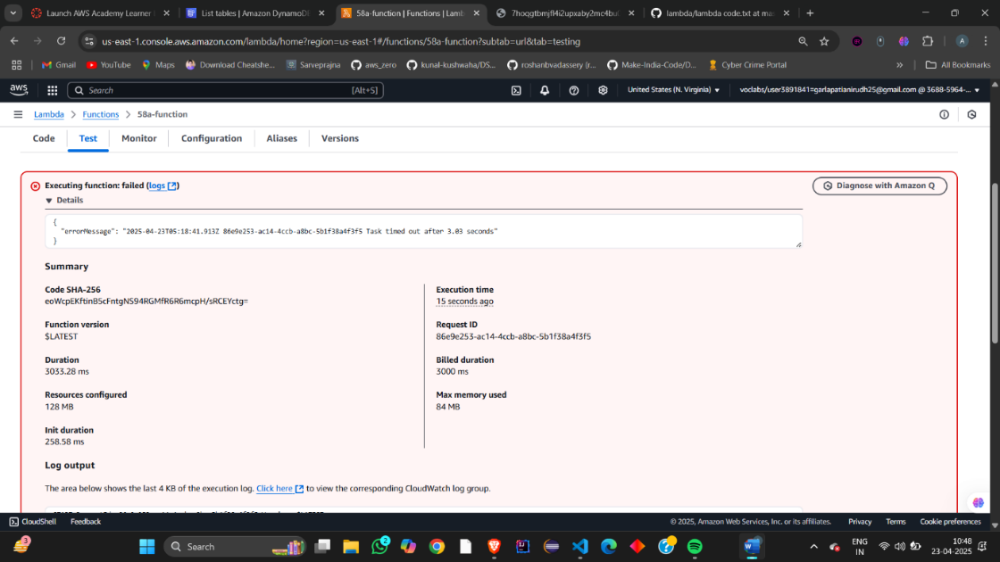 Launch AWS Academy Learner
List tables | Amazon DynamoD
58a-function | Functions | Lamb
7hoqgtbmjfl4i2upxaby2mc4bu
lambda/lambda code.txt at ma
us-east-1.console.aws.amazon.com/lambda/home?region=us-east-1#/functions/58a-function?subtab=url&tab=testing
A
Gmail
YouTube
Maps
Download Cheatshe...
Sarveprajna
aws_zero
kunal-kushwaha/DS...
roshanbvadassery (r...
Make-India-Code/D...
Cyber Crime Portal
»
All Bookmarks
aws
Search
[Alt+S]
United States (N. Virginia)
voclabs/user3891841=garlapatianirudh25@gmail.com @ 3688-5964-...
Lambda
Functions
58a-function
Code
Test
Monitor
Configuration
Aliases
Versions
Executing function: failed (logs)
Diagnose with Amazon Q
Details
{
"errorMessage": "2025-04-23T05:18:41.913Z 86e9e253-ac14-4ccb-a8bc-5b1f38a4f3f5 Task timed out after 3.03 seconds"
}
Summary
Code SHA-256
eoWcpEKftinB5cFntgNS94RGMfR6R6mcpH/sRCEYctg=
Execution time
15 seconds ago
Function version
$LATEST
Request ID
86e9e253-ac14-4ccb-a8bc-5b1f38a4f3f5
Duration
3033.28 ms
Billed duration
3000 ms
Resources configured
128 MB
Max memory used
84 MB
Init duration
258.58 ms
Log output
The area below shows the last 4 KB of the execution log. Click here to view the corresponding CloudWatch log group.
CloudShell
Feedback
© 2025, Amazon Web Services, Inc. or its affiliates.
Privacy
Terms
Cookie preferences
3
Search
2
ENG
IN
10:48
23-04-2025